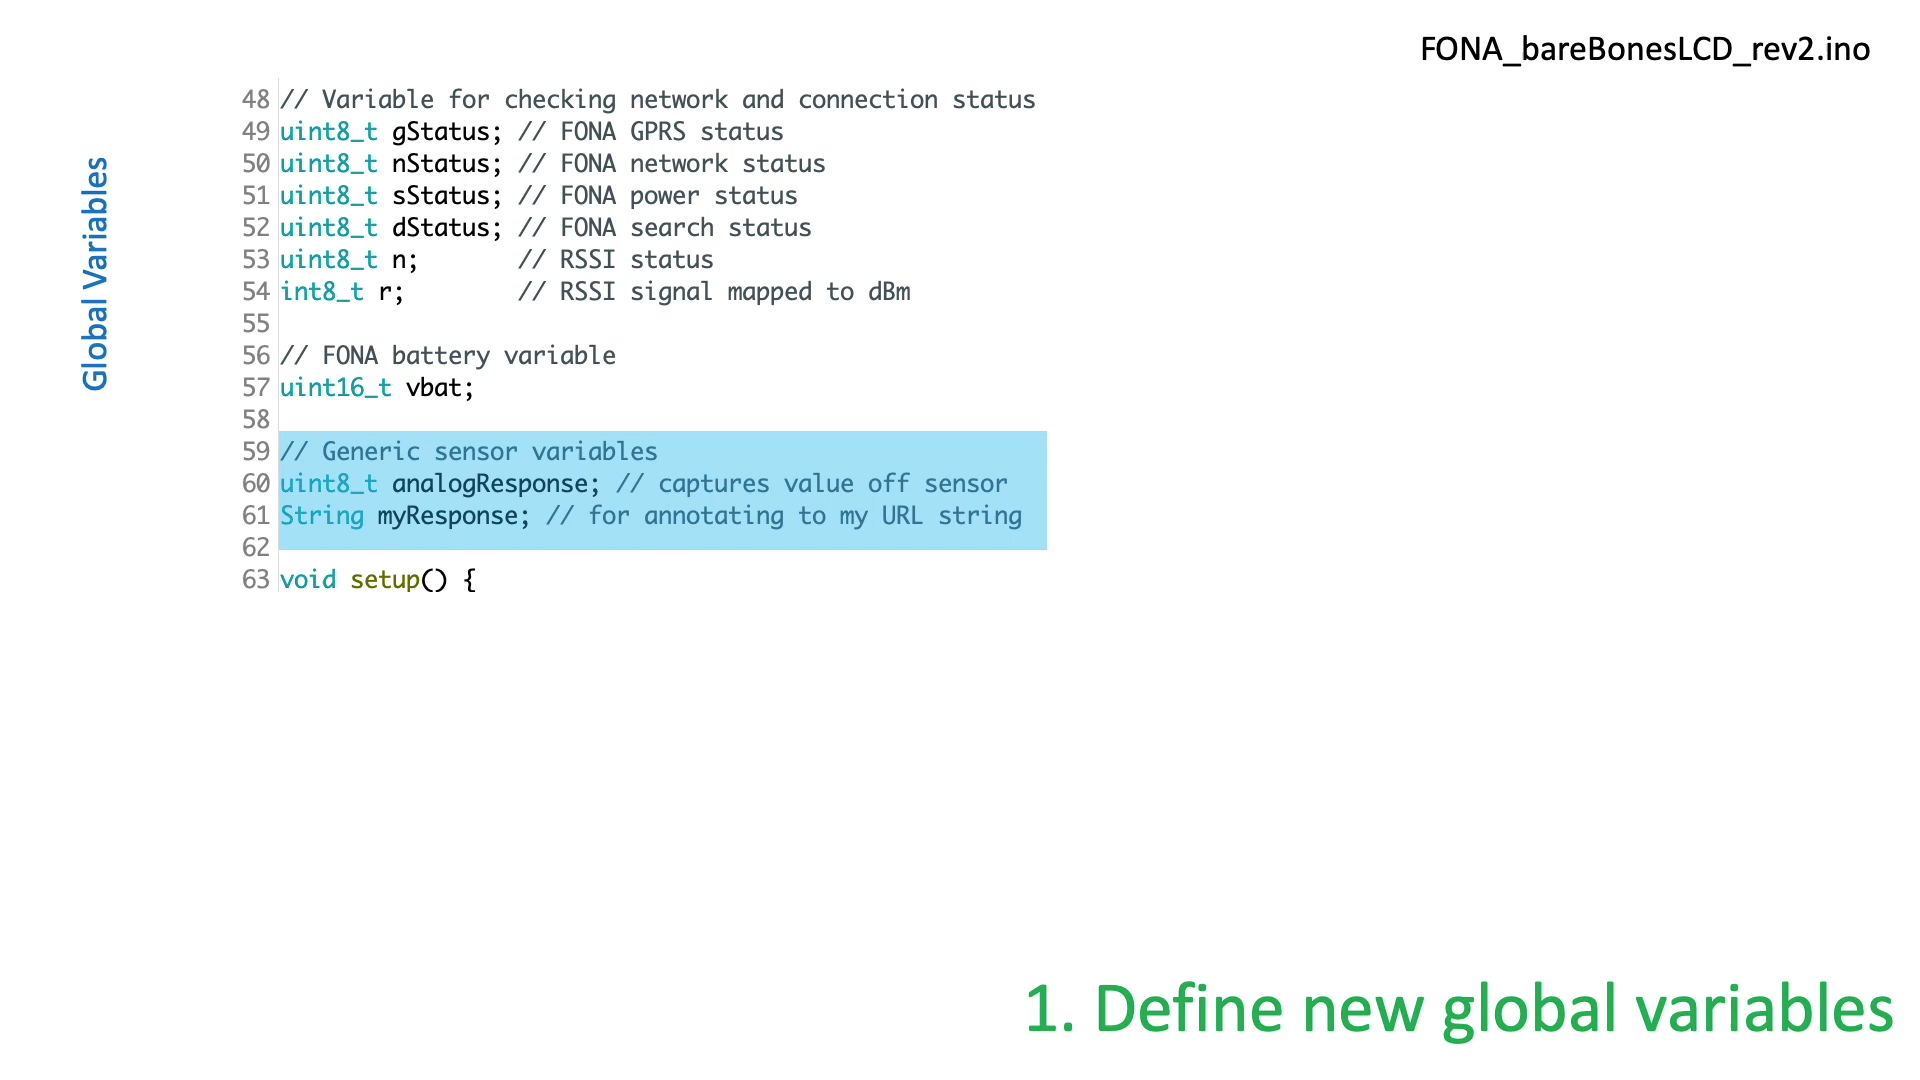 FONA_bareBonesLCD_rev2.ino
Global Variables
48 // Variable for checking network and connection status
49 uint8_t gStatus; // FONA GPRS status
50 uint8_t nStatus; // FONA network status
51 uint8_t sStatus; // FONA power status
52 uint8_t dStatus; // FONA search status
53 uint8_t n;       // RSSI status
54 int8_t r;        // RSSI signal mapped to dBm
55
56 // FONA battery variable
57 uint16_t vbat;
58
59 // Generic sensor variables
60 uint8_t analogResponse; // captures value off sensor
61 String myResponse; // for annotating to my URL string
62
63 void setup() {
1. Define new global variables